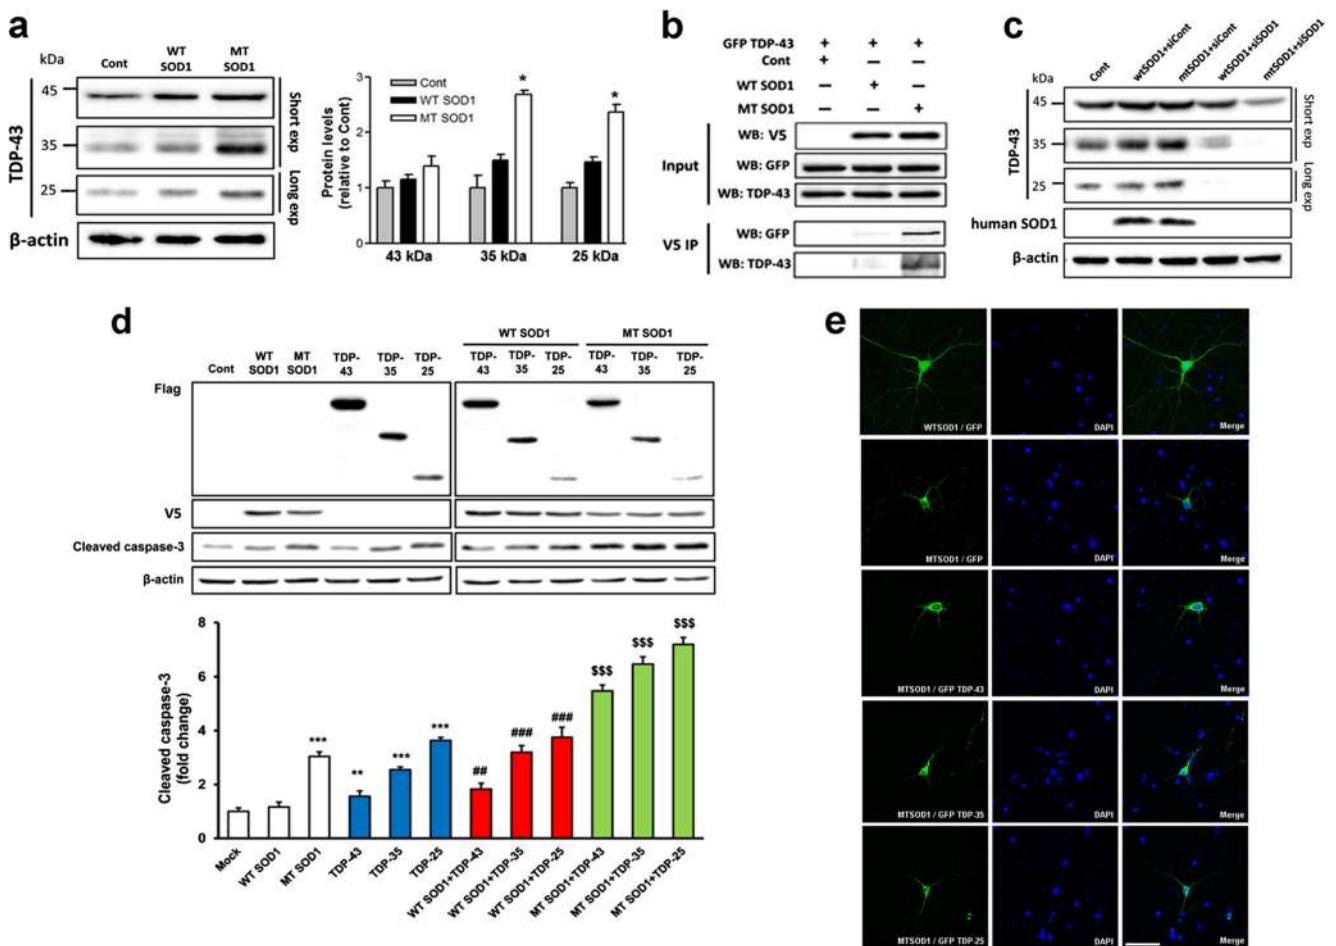 a
kDa
Cont
WT
SOD1
MT
SOD1
45
35
25
TDP-43
Short exp
Long exp
β-actin
Protein levels
(relative to Cont)
3
2
1
0
Cont
WT SOD1
MT SOD1
*
*
43 kDa
35 kDa
25 kDa
b
GFP TDP-43 + + +
Cont + − −
WT SOD1 − + −
MT SOD1 − − +
Input
WB: V5
WB: GFP
WB: TDP-43
V5 IP
WB: GFP
WB: TDP-43
c
kDa
Cont
wtSOD1+siCont
mtSOD1+siCont
wtSOD1+siSOD1
mtSOD1+siSOD1
45
35
25
TDP-43
Short exp
Long exp
human SOD1
β-actin
d
WT SOD1
MT SOD1
Cont
WT
SOD1
MT
SOD1
TDP-
43
TDP-
35
TDP-
25
TDP-
43
TDP-
35
TDP-
25
TDP-
43
TDP-
35
TDP-
25
Flag
V5
Cleaved caspase-3
β-actin
Cleaved caspase-3
(fold change)
8
6
4
2
0
***
**
***
***
##
###
###
$$$
$$$
$$$
Mock
WT SOD1
MT SOD1
TDP-43
TDP-35
TDP-25
WT SOD1+TDP-43
WT SOD1+TDP-35
WT SOD1+TDP-25
MT SOD1+TDP-43
MT SOD1+TDP-35
MT SOD1+TDP-25
e
WTSOD1 / GFP
DAPI
Merge
MTSOD1 / GFP
DAPI
Merge
MTSOD1 / GFP TDP-43
DAPI
Merge
MTSOD1 / GFP TDP-35
DAPI
Merge
MTSOD1 / GFP TDP-25
DAPI
Merge